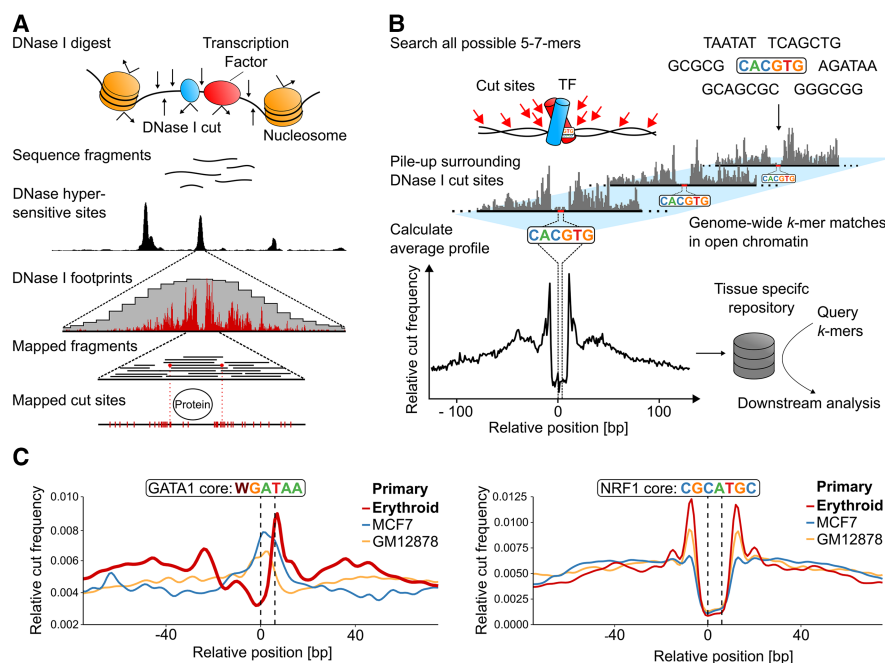 A
DNase I digest
Transcription
Factor
DNase I cut
Nucleosome
Sequence fragments
DNase hyper-
sensitive sites
DNase I footprints
Mapped fragments
Mapped cut sites
Protein
B
Search all possible 5-7-mers
TAATAT TCAGCTG
GCGCG CACGTG AGATAA
GCAGCGC GGGCGG
Cut sites
TF
Pile-up surrounding
DNase I cut sites
CACGTG
CACGTG
CACGTG
Genome-wide k-mer matches
in open chromatin
Calculate
average profile
Relative cut frequency
- 100 0 100
Relative position [bp]
Tissue specifc
repository
Query
k-mers
Downstream analysis
C
GATA1 core: WGATAA
Primary
Erythroid
MCF7
GM12878
Relative cut frequency
0.010
0.008
0.006
0.004
0.002
-40 0 40
Relative position [bp]
NRF1 core: CGCATGC
Primary
Erythroid
MCF7
GM12878
Relative cut frequency
0.0125
0.0100
0.0075
0.0050
0.0025
0.0000
-40 0 40
Relative position [bp]